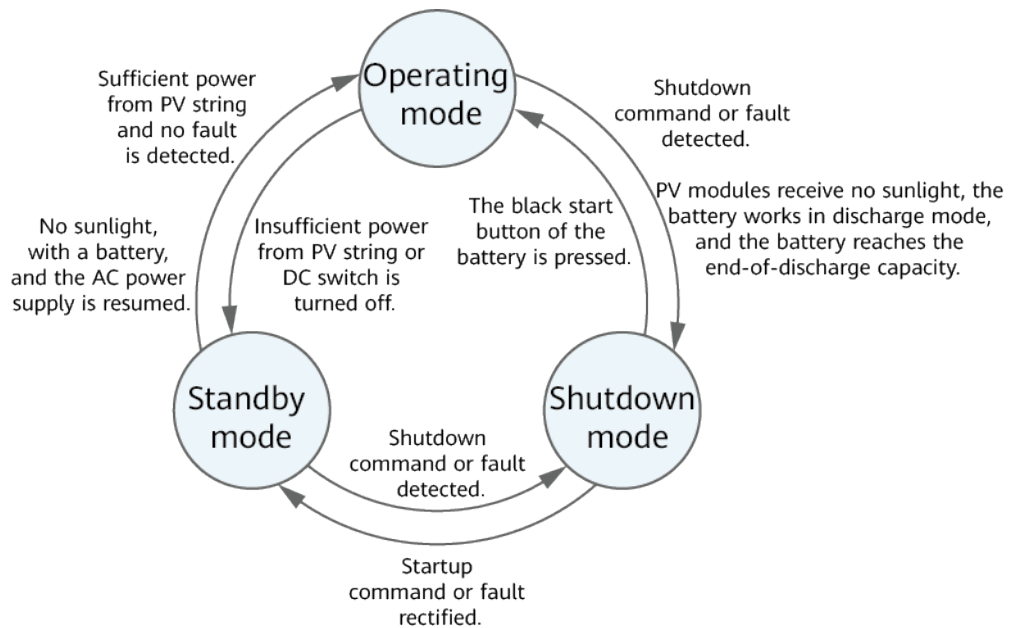 Operating
mode
Sufficient power
from PV string
and no fault
is detected.
Shutdown
command or fault
detected.
No sunlight,
with a battery,
and the AC power
supply is resumed.
Insufficient power
from PV string or
DC switch is
turned off.
The black start
button of the
battery is pressed.
PV modules receive no sunlight, the
battery works in discharge mode,
and the battery reaches the
end-of-discharge capacity.
Standby
mode
Shutdown
mode
Shutdown
command or fault
detected.
Startup
command or fault
rectified.